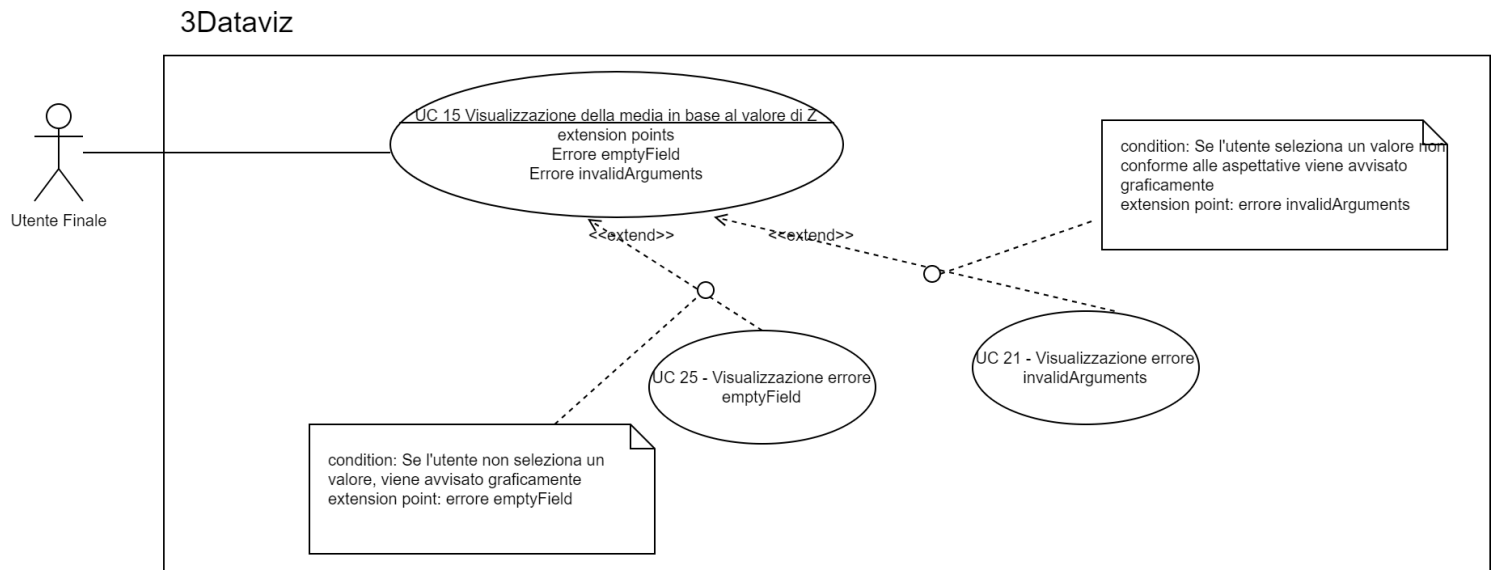 3Dataviz
UC 15 Visualizzazione della media in base al valore di Z
extension points
Errore emptyField
Errore invalidArguments
Utente Finale
condition: Se l'utente seleziona un valore non
conforme alle aspettative viene avvisato
graficamente
extension point: errore invalidArguments
<<extend>>
<<extend>>
UC 25 - Visualizzazione errore
emptyField
UC 21 - Visualizzazione errore
invalidArguments
condition: Se l'utente non seleziona un
valore, viene avvisato graficamente
extension point: errore emptyField